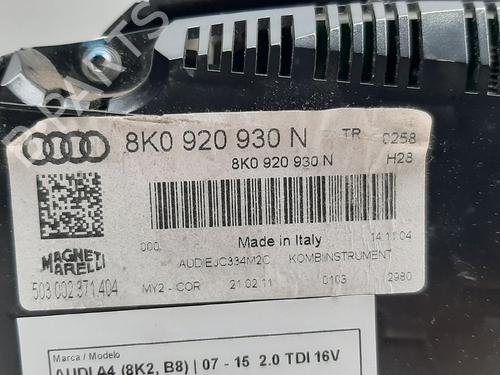 B PARTS
8K0 920 930 N TR 0258
8K0 920 930 N H28
000 Made in Italy 14 11:04
MAGNETI MARELLI
AUDIEJC334M2C KOMBIINSTRUMENT
503.002.371.404 MY2-COR 21.02.11 0103 2980
Marca / Modelo
AUDI A4 (8K2, B8) | 07 - 15 2.0 TDI 16V